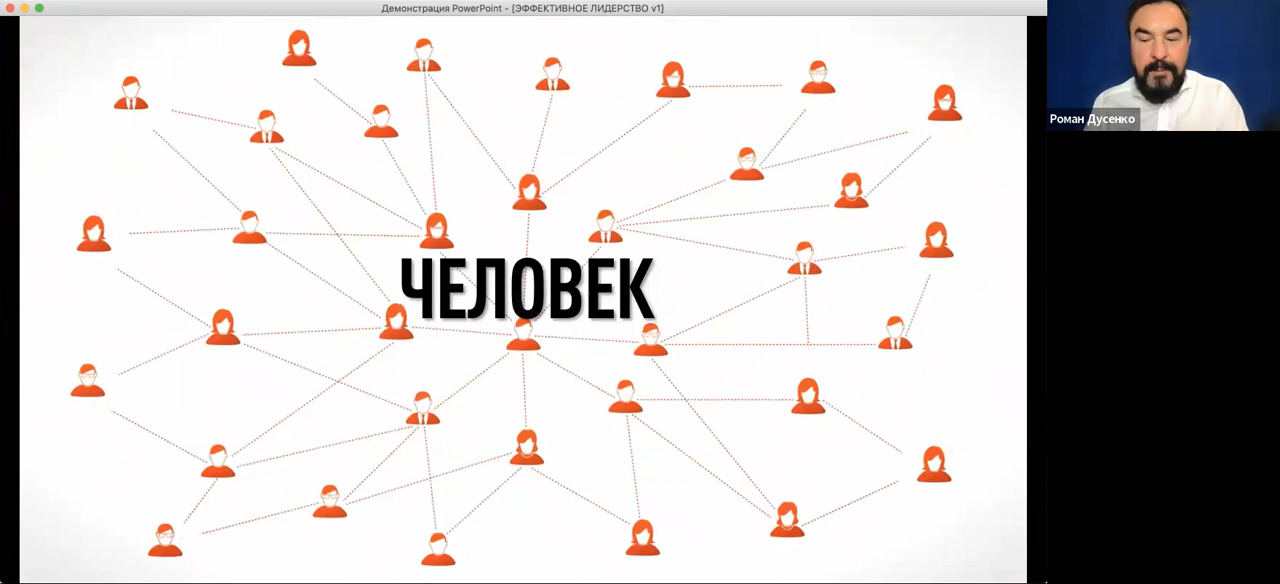 Демонстрация PowerPoint - [ЭФФЕКТИВНОЕ ЛИДЕРСТВО v1]
Роман Дусенко
ЧЕЛОВЕК